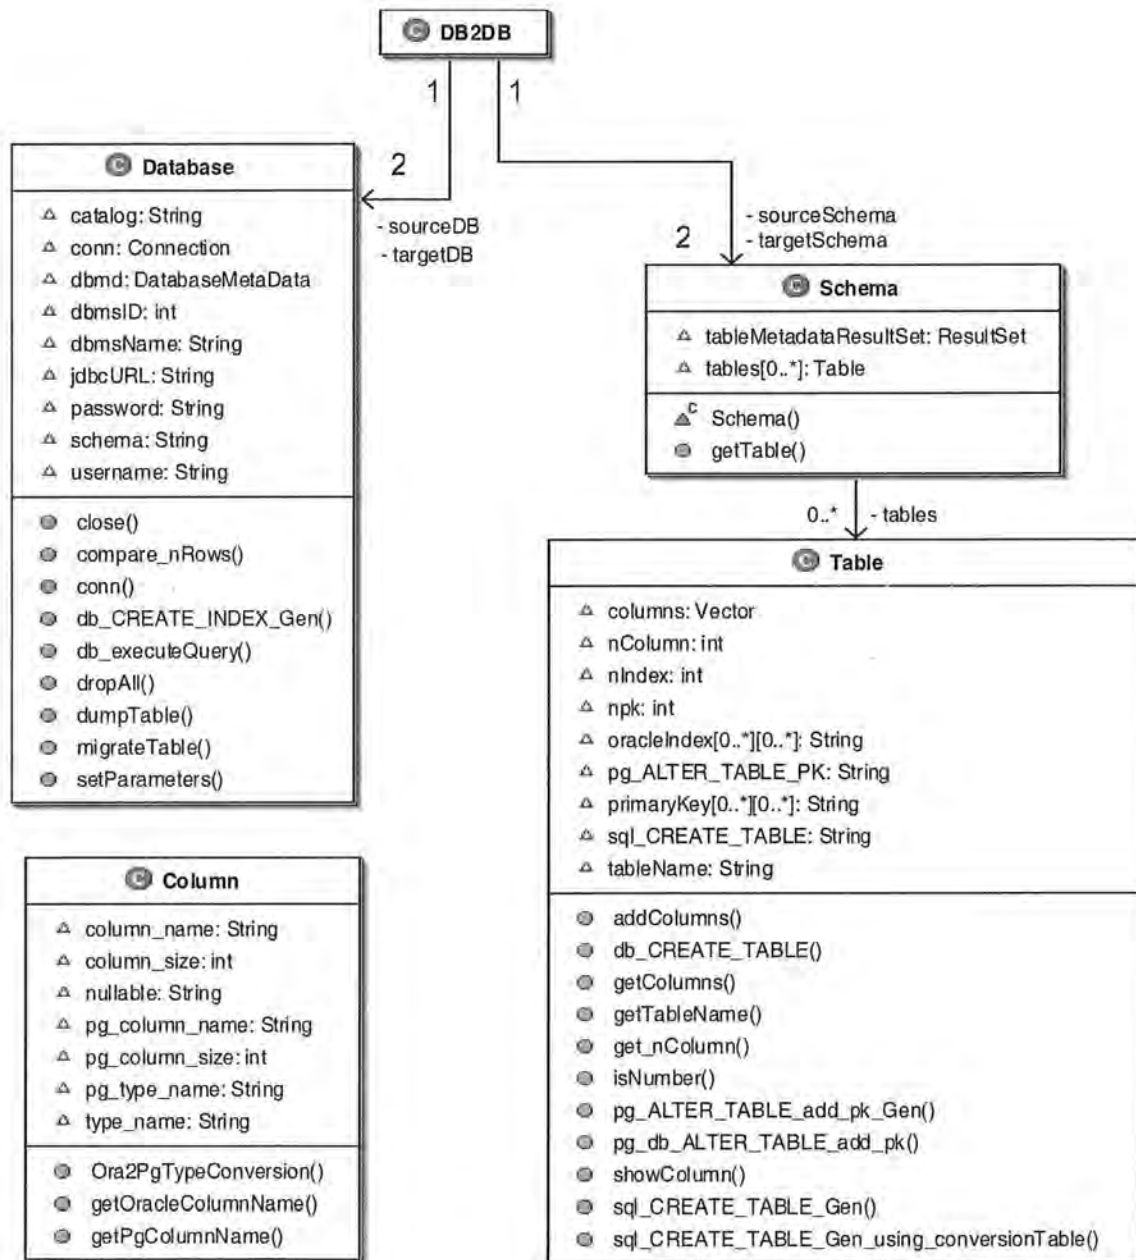 DB2DB
1
1
Database
catalog: String
conn: Connection
dbmd: DatabaseMetaData
dbmsID: int
dbmsName: String
jdbcURL: String
password: String
schema: String
username: String
close()
compare_nRows()
conn()
db_CREATE_INDEX_Gen()
db_executeQuery()
dropAll()
dumpTable()
migrateTable()
setParameters()
2
- sourceDB
- targetDB
2
- sourceSchema
- targetSchema
Schema
tableMetadataResultSet: ResultSet
tables[0..*]: Table
Schema()
getTable()
0..*
- tables
Table
columns: Vector
nColumn: int
nIndex: int
npk: int
oracleIndex[0..*][0..*]: String
pg_ALTER_TABLE_PK: String
primaryKey[0..*][0..*]: String
sql_CREATE_TABLE: String
tableName: String
addColumns()
db_CREATE_TABLE()
getColumns()
getTableName()
get_nColumn()
isNumber()
pg_ALTER_TABLE_add_pk_Gen()
pg_db_ALTER_TABLE_add_pk()
showColumn()
sql_CREATE_TABLE_Gen()
sql_CREATE_TABLE_Gen_using_conversionTable()
Column
column_name: String
column_size: int
nullable: String
pg_column_name: String
pg_column_size: int
pg_type_name: String
type_name: String
Ora2PgTypeConversion()
getOracleColumnName()
getPgColumnName()